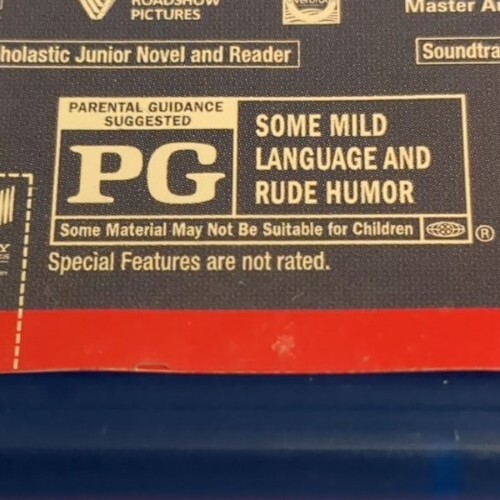 ROADSHOW
PICTURES
Master
holastic Junior Novel and Reader
Soundtra
PARENTAL GUIDANCE
SUGGESTED
PG
SOME MILD
LANGUAGE AND
RUDE HUMOR
Some Material May Not Be Suitable for Children
®
Special Features are not rated.